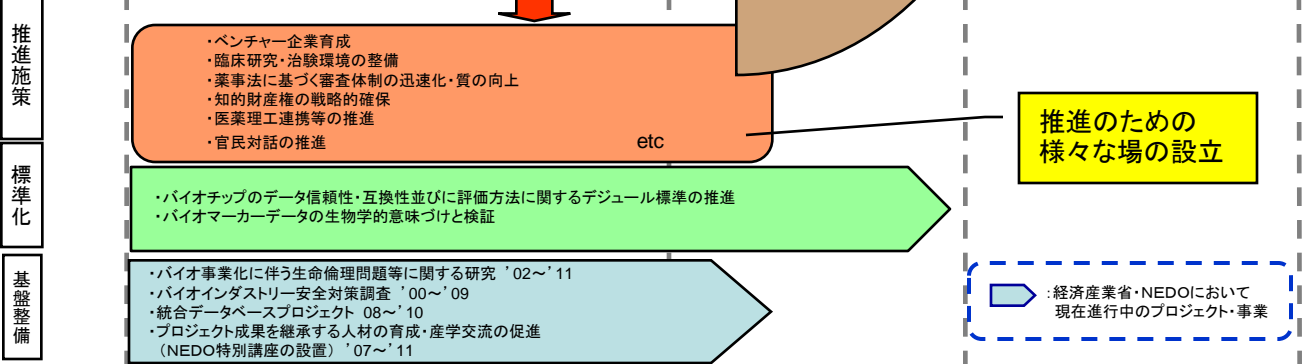 推進施策
・ベンチャー企業育成
・臨床研究・治験環境の整備
・薬事法に基づく審査体制の迅速化・質の向上
・知的財産権の戦略的確保
・医薬理工連携等の推進
・官民対話の推進 etc
推進のための
様々な場の設立
標準化
・バイオチップのデータ信頼性・互換性並びに評価方法に関するデジュール標準の推進
・バイオマーカーデータの生物学的意味づけと検証
基盤整備
・バイオ事業化に伴う生命倫理問題等に関する研究 ’02～’11
・バイオインダストリー安全対策調査 ’00～’09
・統合データベースプロジェクト 08～’10
・プロジェクト成果を継承する人材の育成・産学交流の促進
（NEDO特別講座の設置） ’07～’11
:経済産業省・NEDOにおいて
現在進行中のプロジェクト・事業